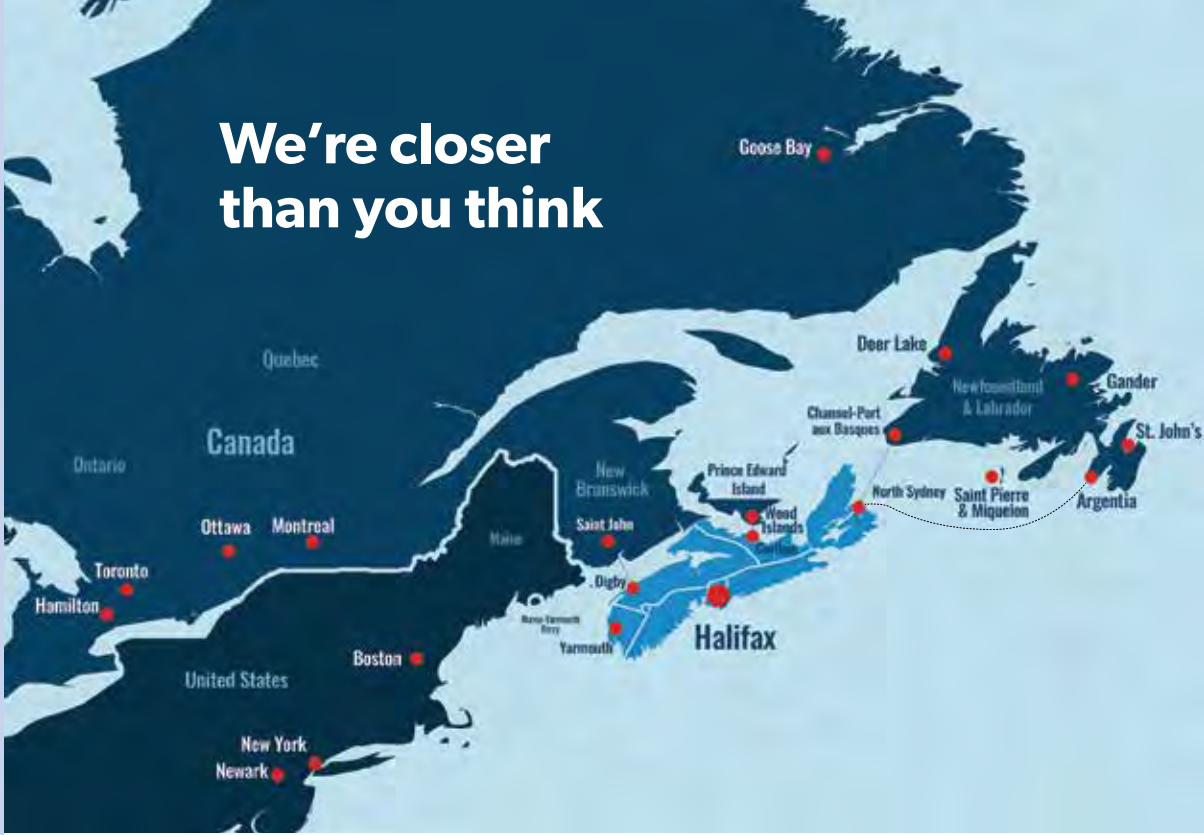 We're closer
than you think
Goose Bay
Deer Lake
Quebec
Newfoundland
& Labrador
Gander
Channel-Port
aux Basques
St. John's
Canada
Ontario
New
Brunswick
Prince Edward
Island
North Sydney
Saint Pierre
& Miquelon
Argentia
Wood
Islands
Caribou
Ottawa
Montreal
Saint John
Maine
Toronto
Hamilton
Digby
Yarmouth
Halifax
Boston
United States
New York
Newark